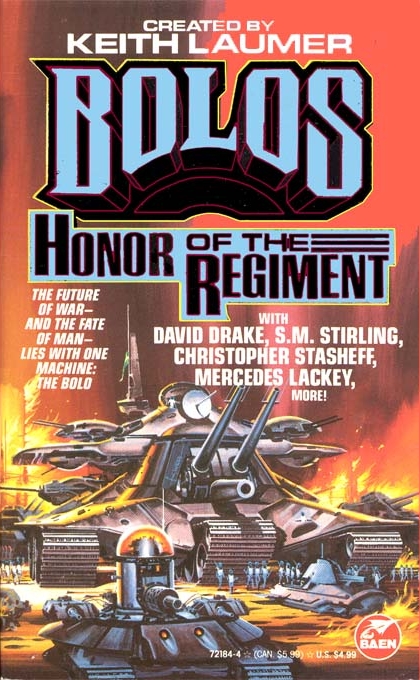 CREATED BY
KEITH LAUMER
BOLOS
HONOR OF THE
REGIMENT
THE FUTURE
OF WAR—
AND THE FATE
OF MAN—
LIES WITH ONE
MACHINE:
THE BOLO
WITH
DAVID DRAKE, S.M. STIRLING,
CHRISTOPHER STASHEFF,
MERCEDES LACKEY,
MORE!
72184-4 ☆ (CAN. $5.99) ☆ U.S. $4.99
BAEN